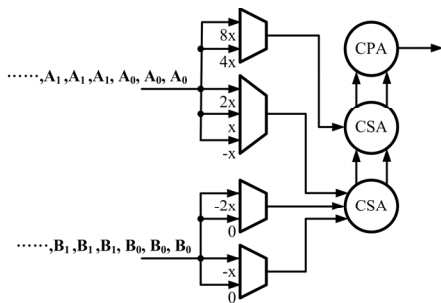 8x
4x
CPA
······,A₁ ,A₁ ,A₁, A₀, A₀, A₀
2x
x
-x
CSA
-2x
0
CSA
······,B₁ ,B₁ ,B₁, B₀, B₀, B₀
-x
0